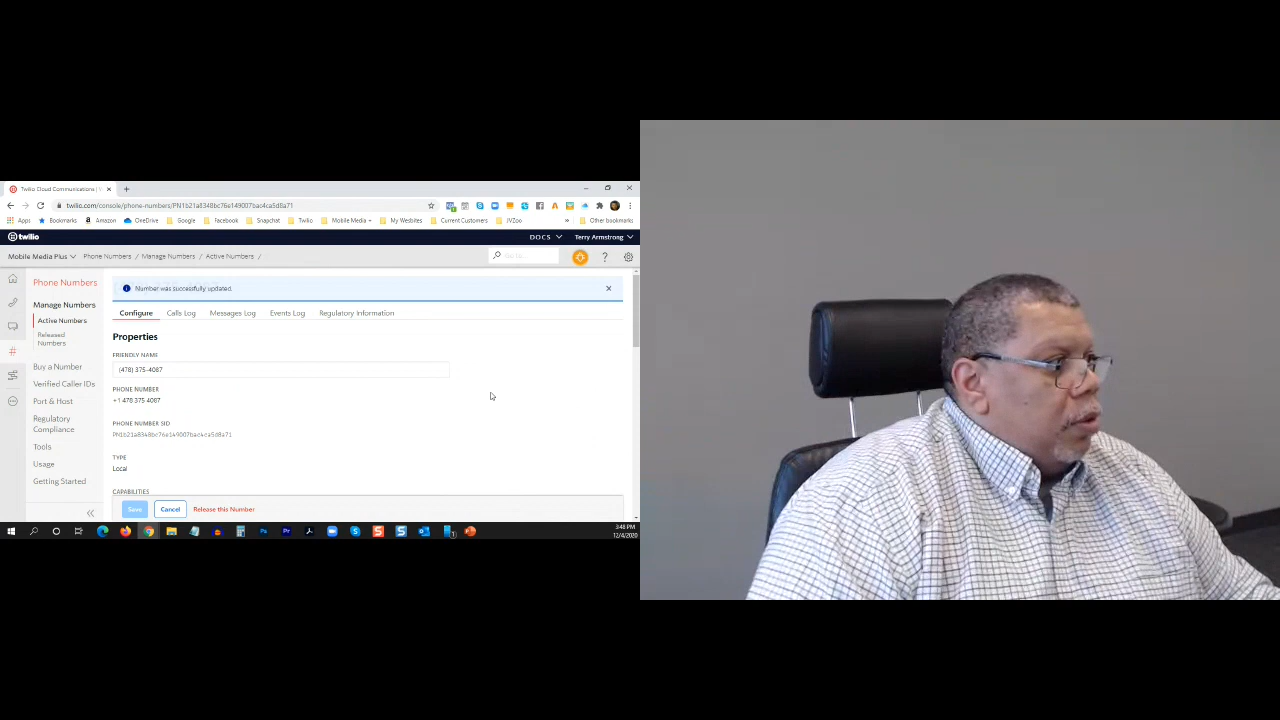 Twilio Cloud Communications |
twilio.com/console/phone-numbers/PN1b21a8348bc76e149007bac4ca5d8a71
Apps Bookmarks Amazon OneDrive Google Facebook Snapchat Twilio Mobile Media My Wesbites Current Customers JVZoo » Other bookmarks
twilio DOCS Terry Armstrong
Mobile Media Plus Phone Numbers / Manage Numbers / Active Numbers /
Phone Numbers
Manage Numbers
Active Numbers
Released
Numbers
Buy a Number
Verified Caller IDs
Port & Host
Regulatory
Compliance
Tools
Usage
Getting Started
Number was successfully updated.
Configure Calls Log Messages Log Events Log Regulatory Information
Properties
FRIENDLY NAME
(478) 375-4087
PHONE NUMBER
+1 478 375 4087
PHONE NUMBER SID
PN1b21a8348bc76e149007bac4ca5d8a71
TYPE
Local
CAPABILITIES
Save Cancel Release this Number
3:48 PM
12/4/2020